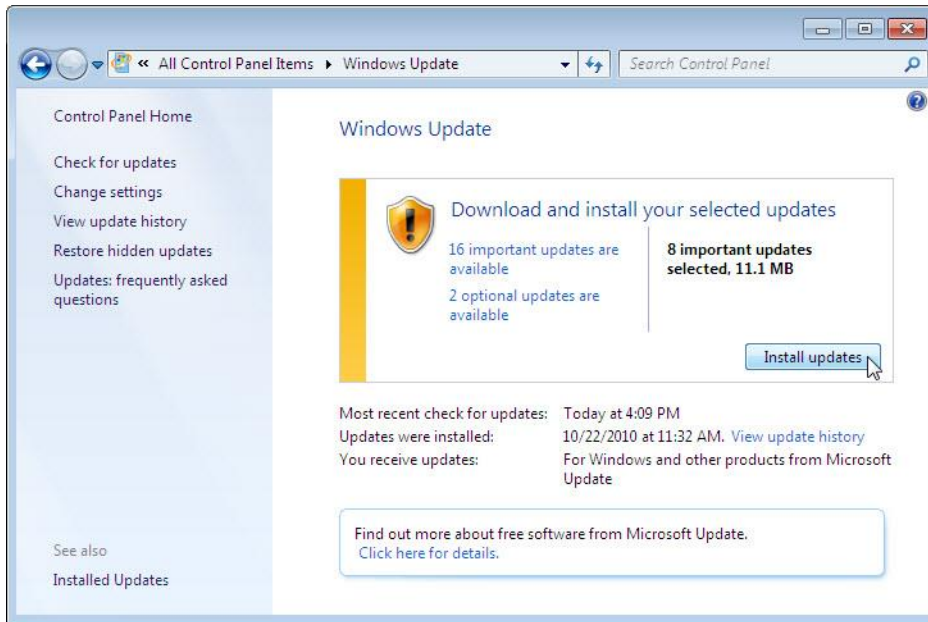 « All Control Panel Items ▸ Windows Update
Search Control Panel
Control Panel Home
Check for updates
Change settings
View update history
Restore hidden updates
Updates: frequently asked
questions
See also
Installed Updates
Windows Update
Download and install your selected updates
16 important updates are
available
2 optional updates are
available
8 important updates
selected, 11.1 MB
Install updates
Most recent check for updates: Today at 4:09 PM
Updates were installed: 10/22/2010 at 11:32 AM. View update history
You receive updates: For Windows and other products from Microsoft
Update
Find out more about free software from Microsoft Update.
Click here for details.